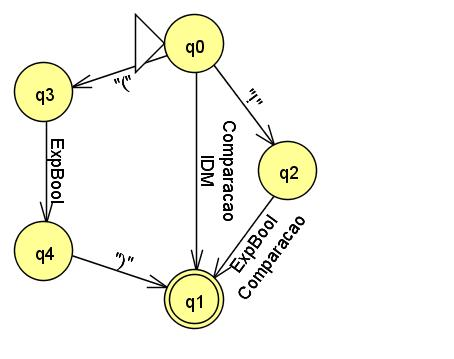 q0
")"
"!"
q3
Comparacao
IDM
ExpBool
q2
q4
"("
ExpBool
Comparacao
q1